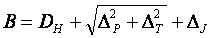 B = D_H + √(Δ_P^2 + Δ_T^2) + Δ_J